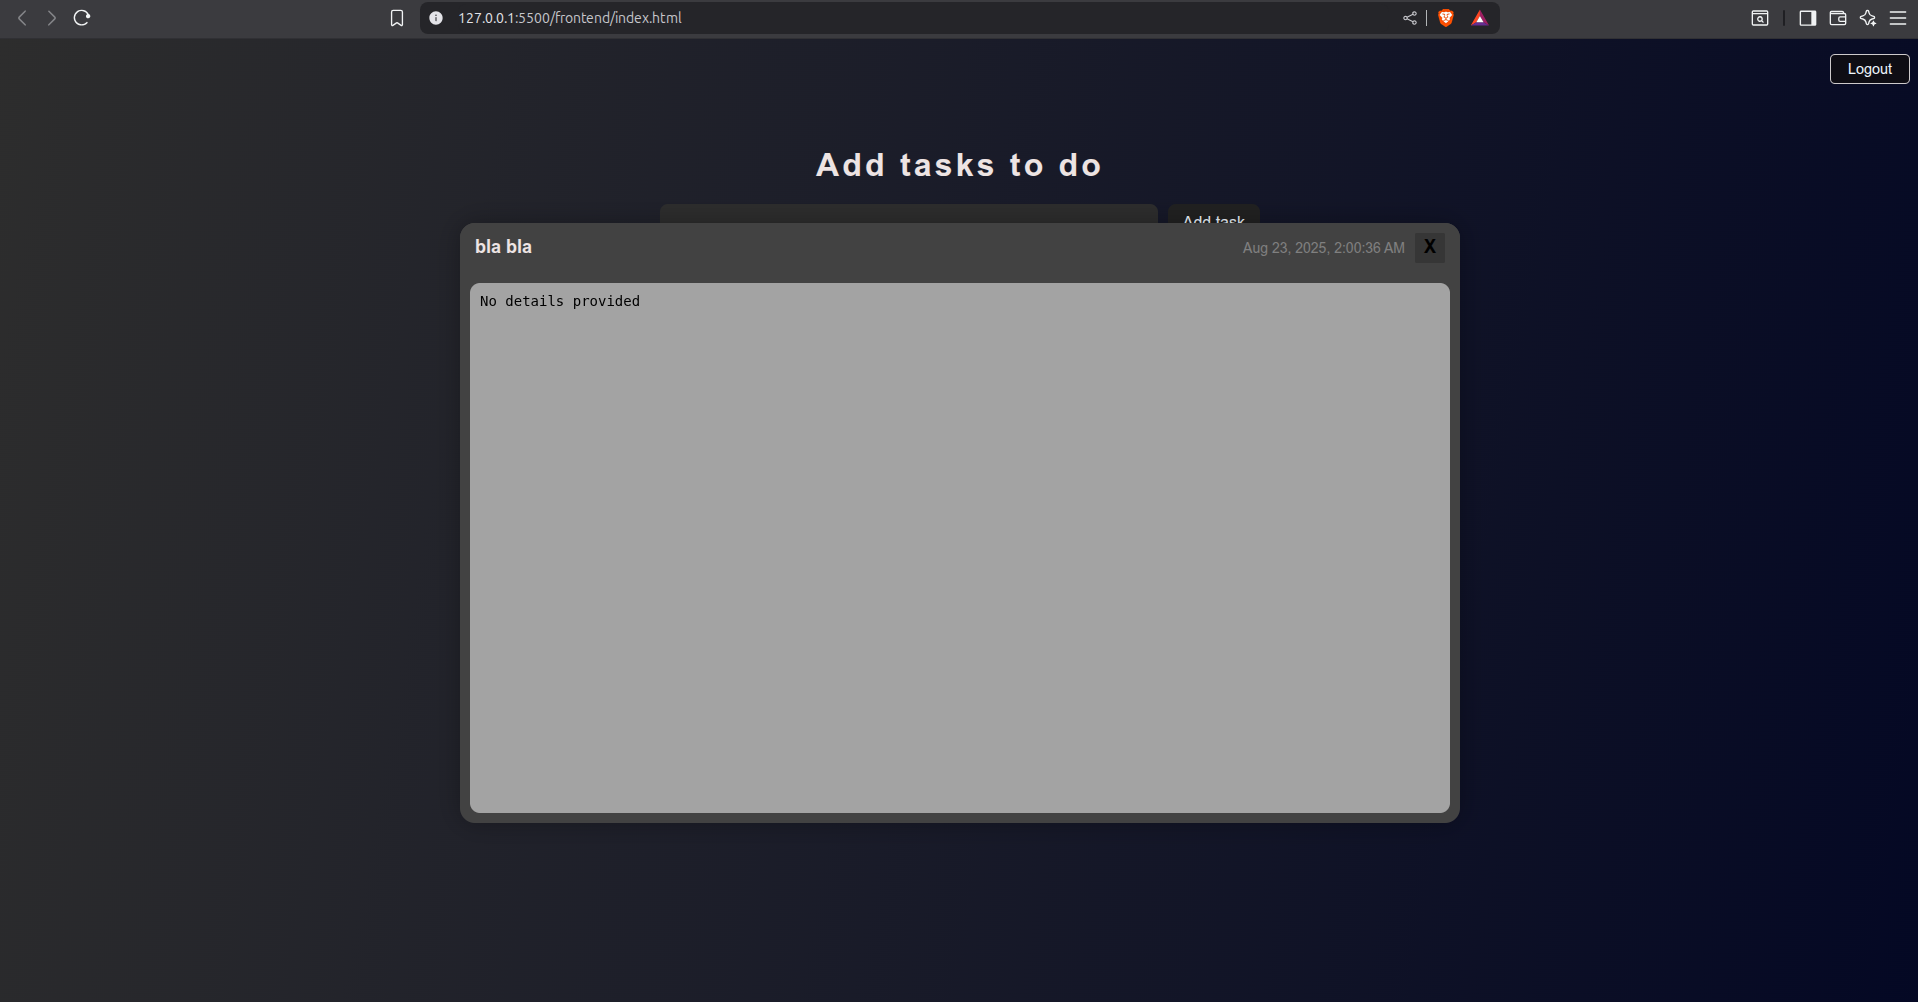 127.0.0.1:5500/frontend/index.html
Logout
Add tasks to do
Add task
bla bla
Aug 23, 2025, 2:00:36 AM
X
No details provided